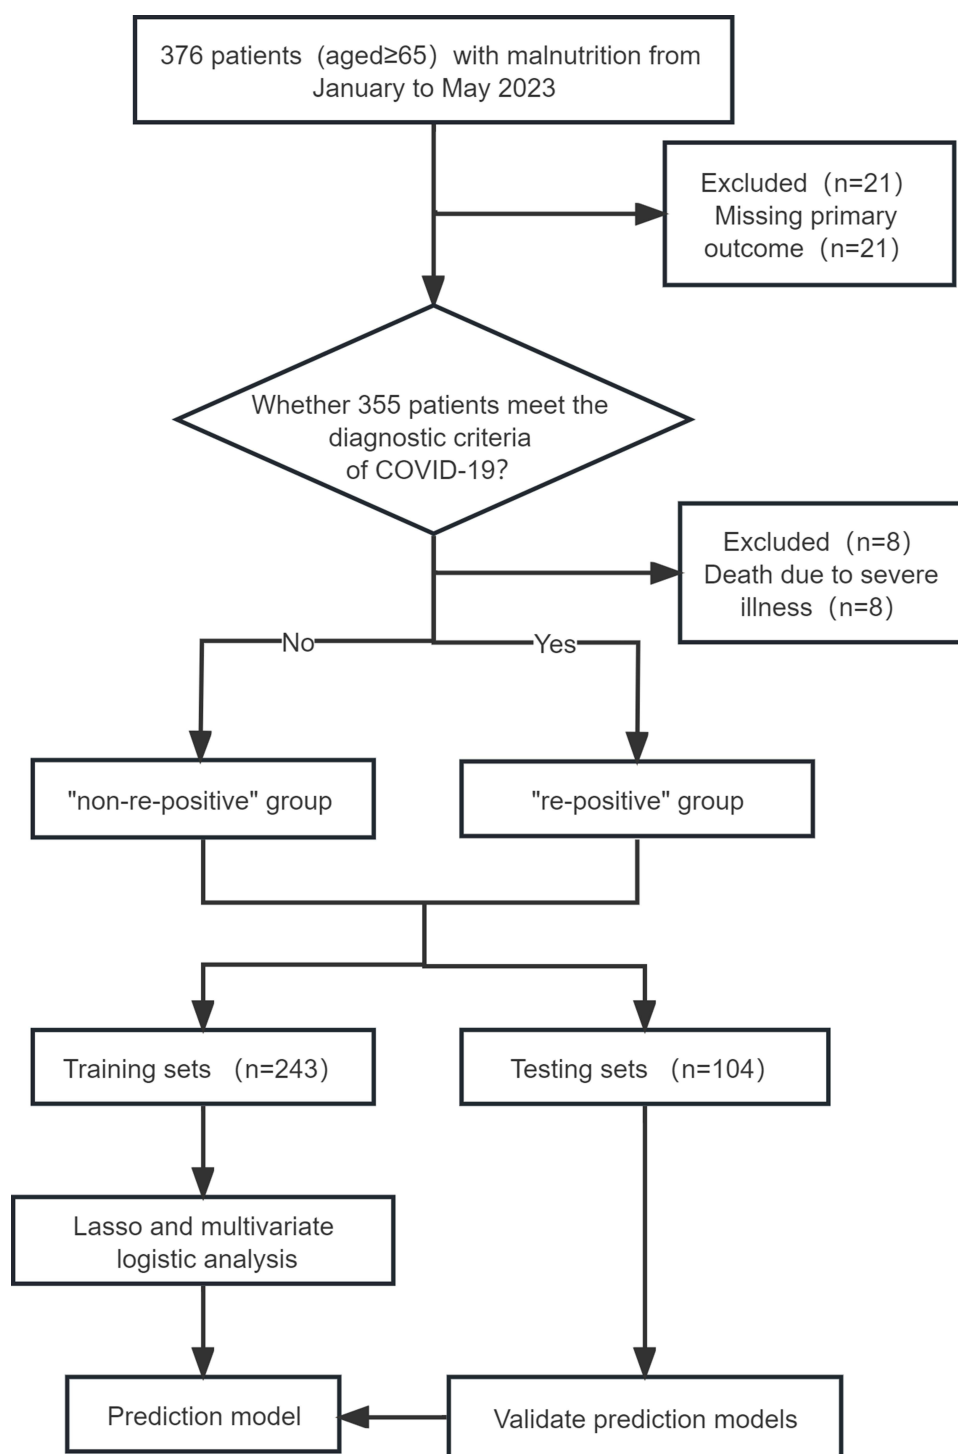 376 patients（aged≥65）with malnutrition from
January to May 2023
Excluded（n=21）
Missing primary
outcome（n=21）
Whether 355 patients meet the
diagnostic criteria
of COVID-19？
Excluded（n=8）
Death due to severe
illness（n=8）
No
Yes
"non-re-positive" group
"re-positive" group
Training sets （n=243）
Testing sets （n=104）
Lasso and multivariate
logistic analysis
Prediction model
Validate prediction models